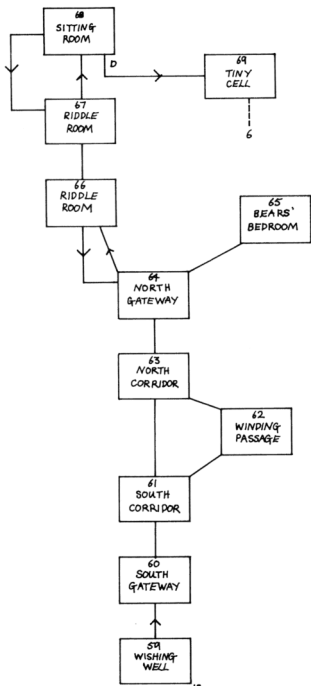 68
SITTING
ROOM
D
69
TINY
CELL
6
67
RIDDLE
ROOM
66
RIDDLE
ROOM
65
BEARS'
BEDROOM
64
NORTH
GATEWAY
63
NORTH
CORRIDOR
62
WINDING
PASSAGE
61
SOUTH
CORRIDOR
60
SOUTH
GATEWAY
59
WISHING
WELL